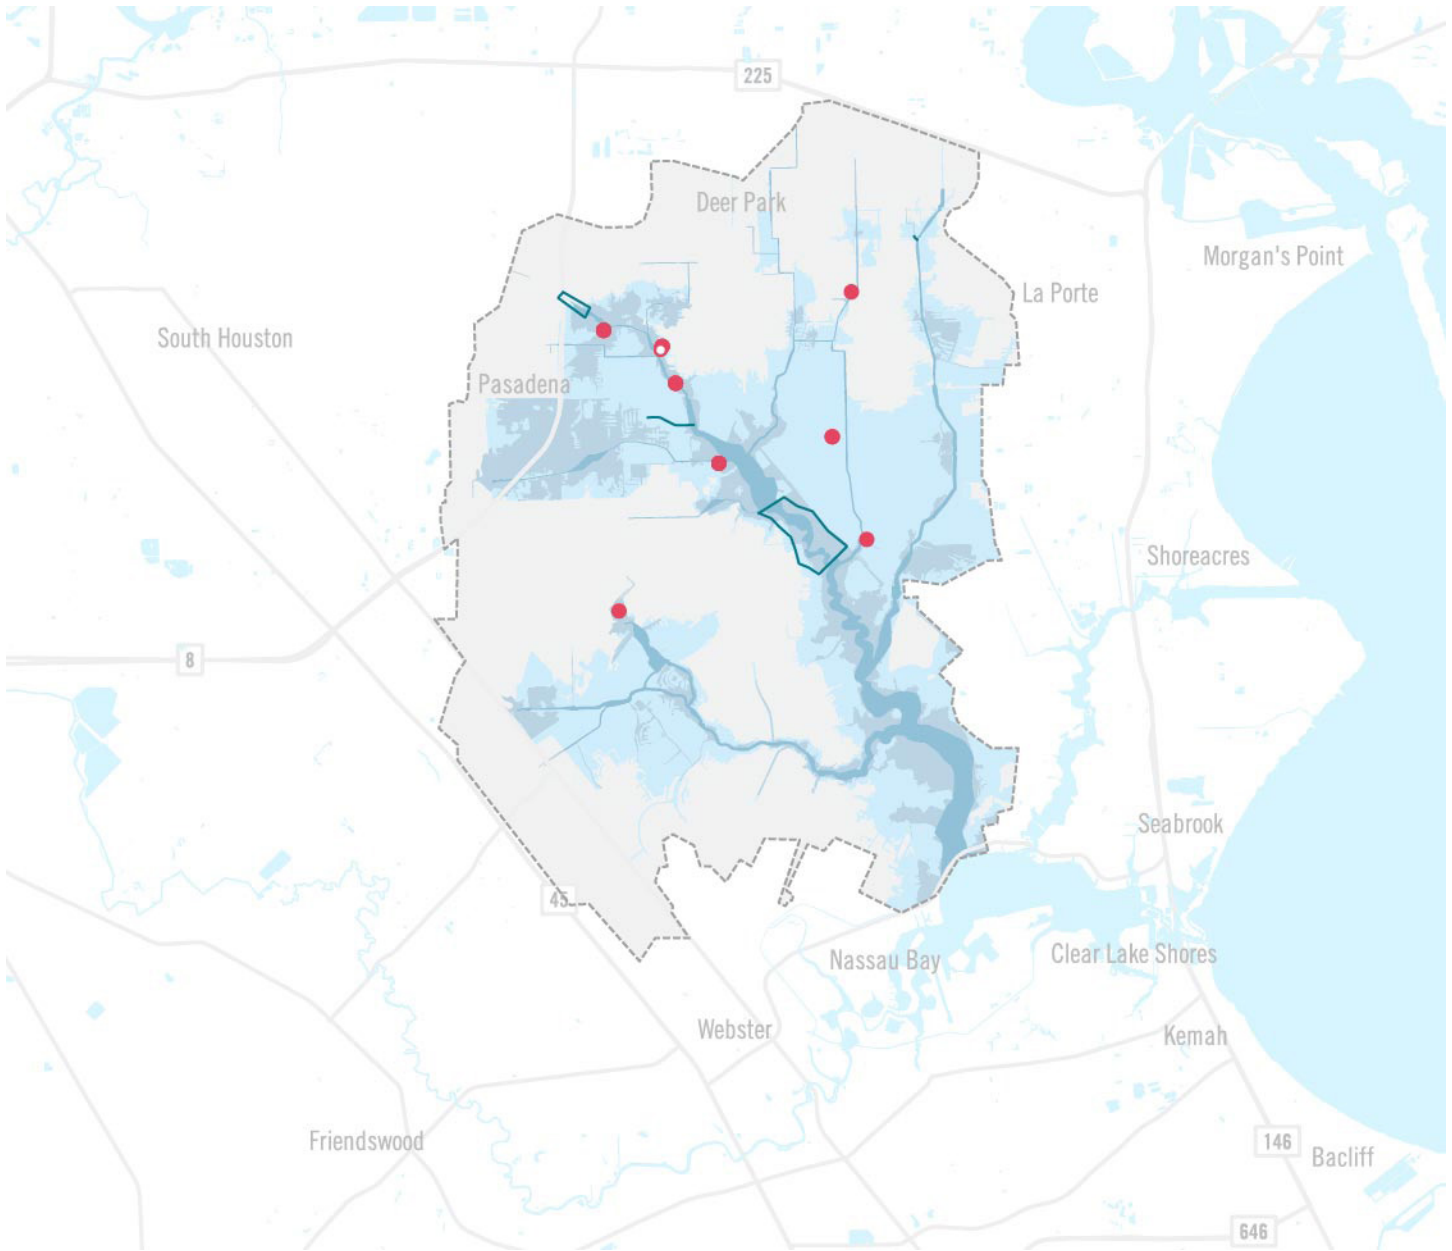 225
Deer Park
Morgan's Point
La Porte
South Houston
Pasadena
Shoreacres
8
Seabrook
45
Nassau Bay
Clear Lake Shores
Webster
Kemah
Friendswood
146
Bacliff
646